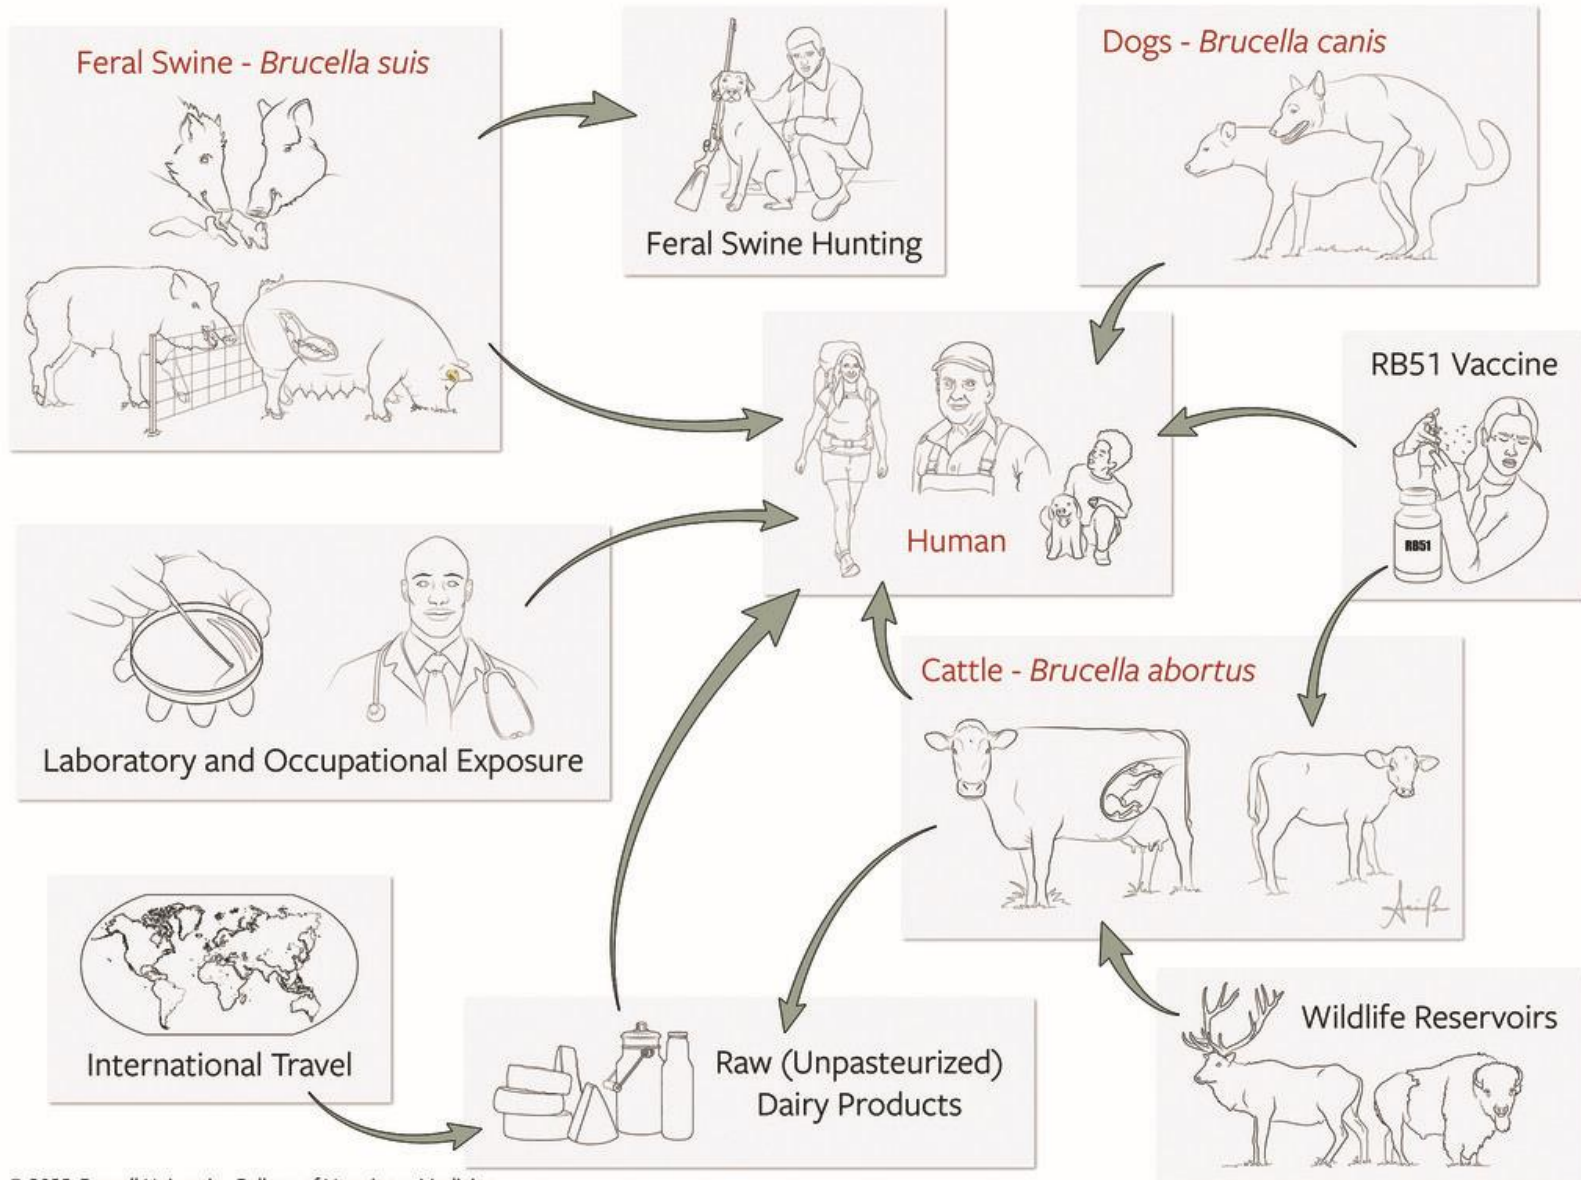 Feral Swine - Brucella suis
Feral Swine Hunting
Dogs - Brucella canis
RB51 Vaccine
RB51
Human
Laboratory and Occupational Exposure
Cattle - Brucella abortus
International Travel
Raw (Unpasteurized)
Dairy Products
Wildlife Reservoirs